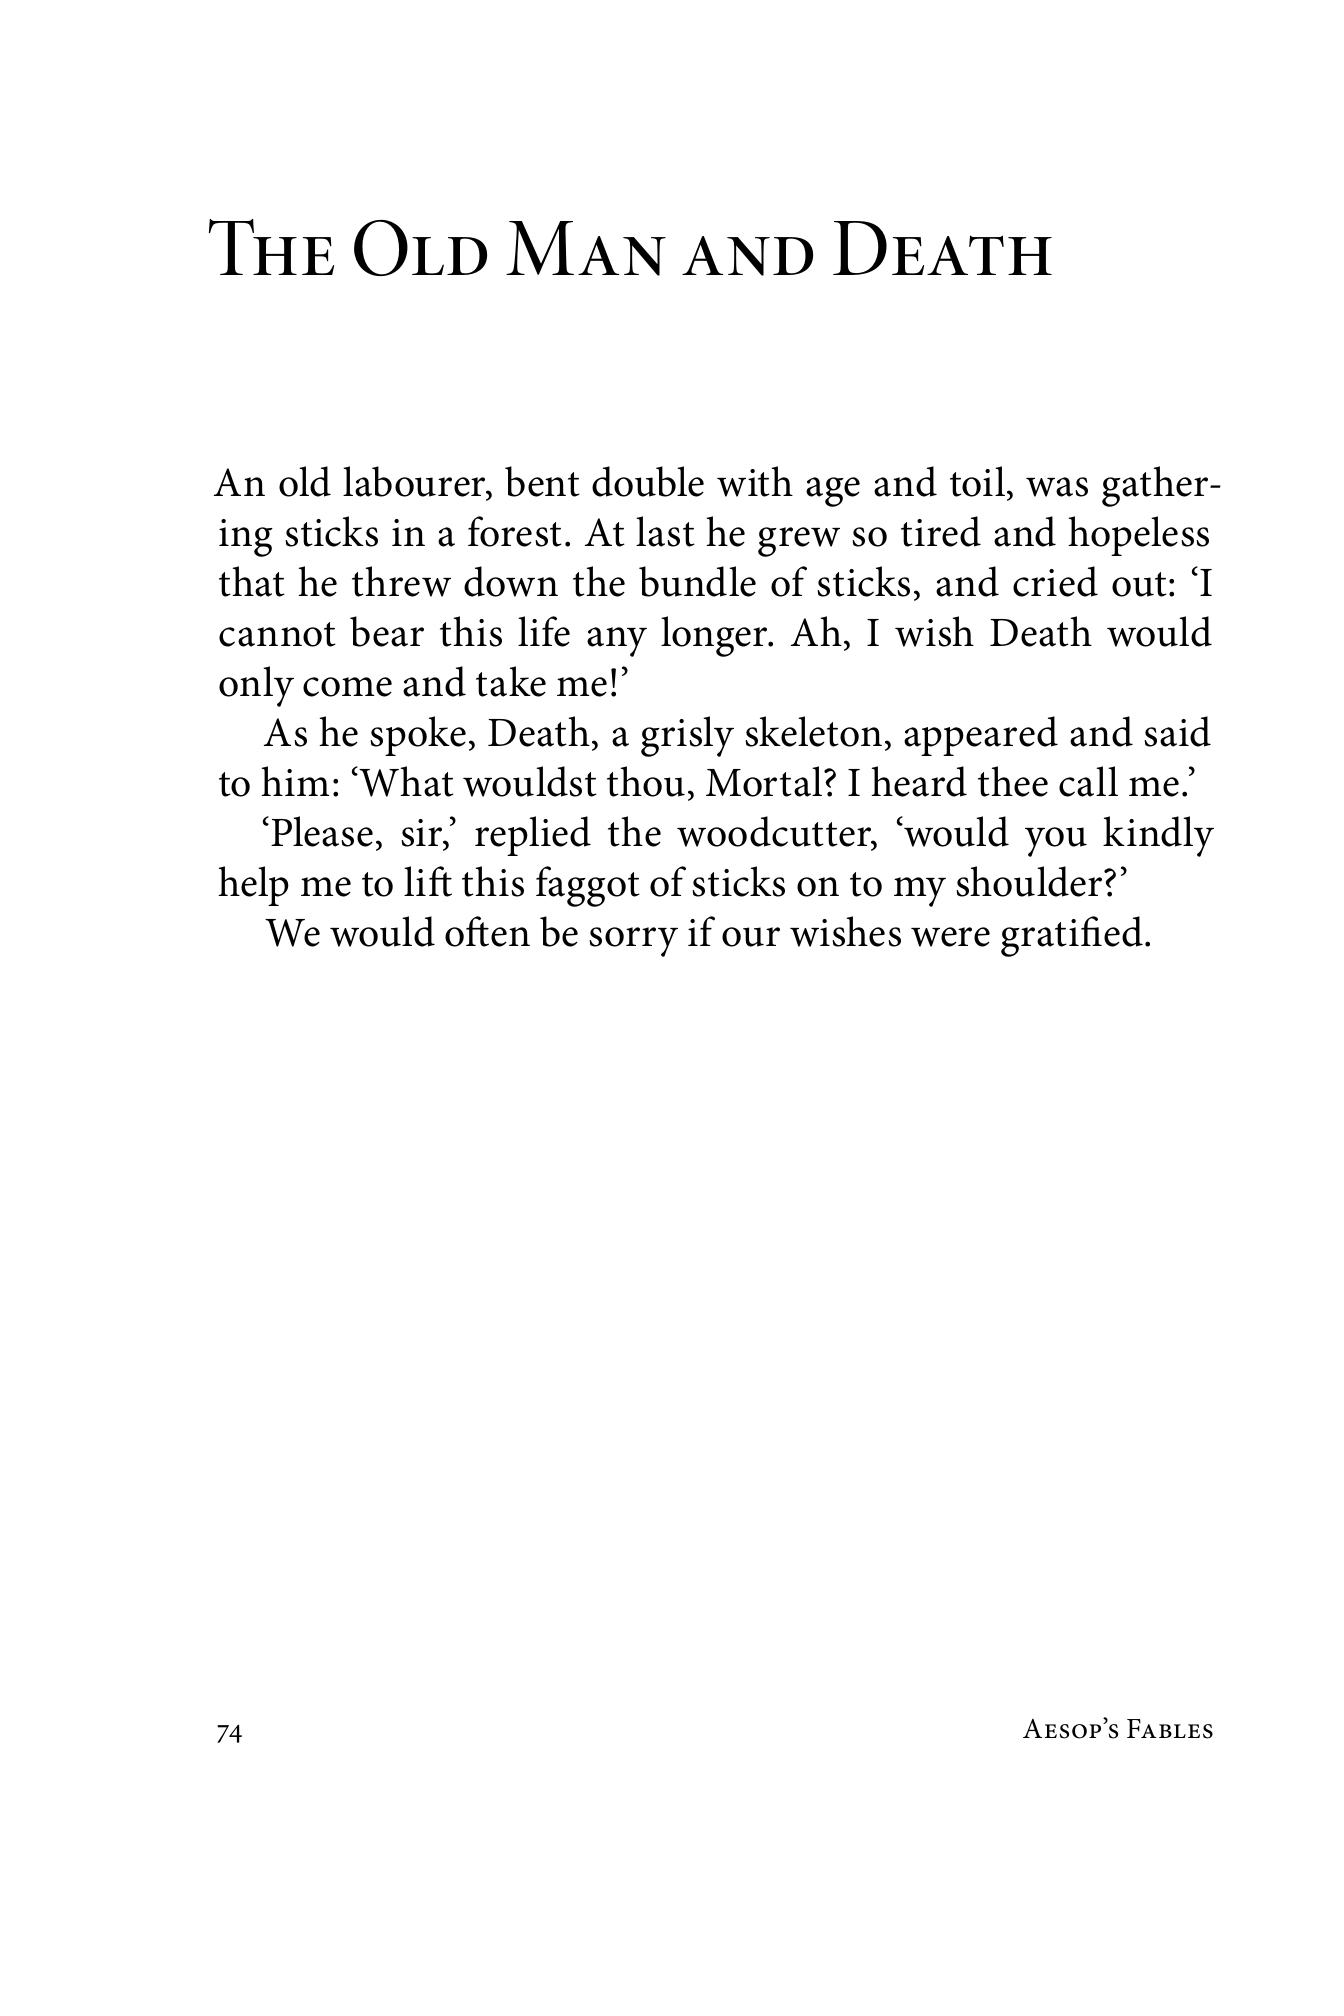 The Old Man and Death
An old labourer, bent double with age and toil, was gather-
ing sticks in a forest. At last he grew so tired and hopeless
that he threw down the bundle of sticks, and cried out: ‘I
cannot bear this life any longer. Ah, I wish Death would
only come and take me!’
As he spoke, Death, a grisly skeleton, appeared and said
to him: ‘What wouldst thou, Mortal? I heard thee call me.’
‘Please, sir,’ replied the woodcutter, ‘would you kindly
help me to lift this faggot of sticks on to my shoulder?’
We would often be sorry if our wishes were gratified.
74
Aesop’s Fables